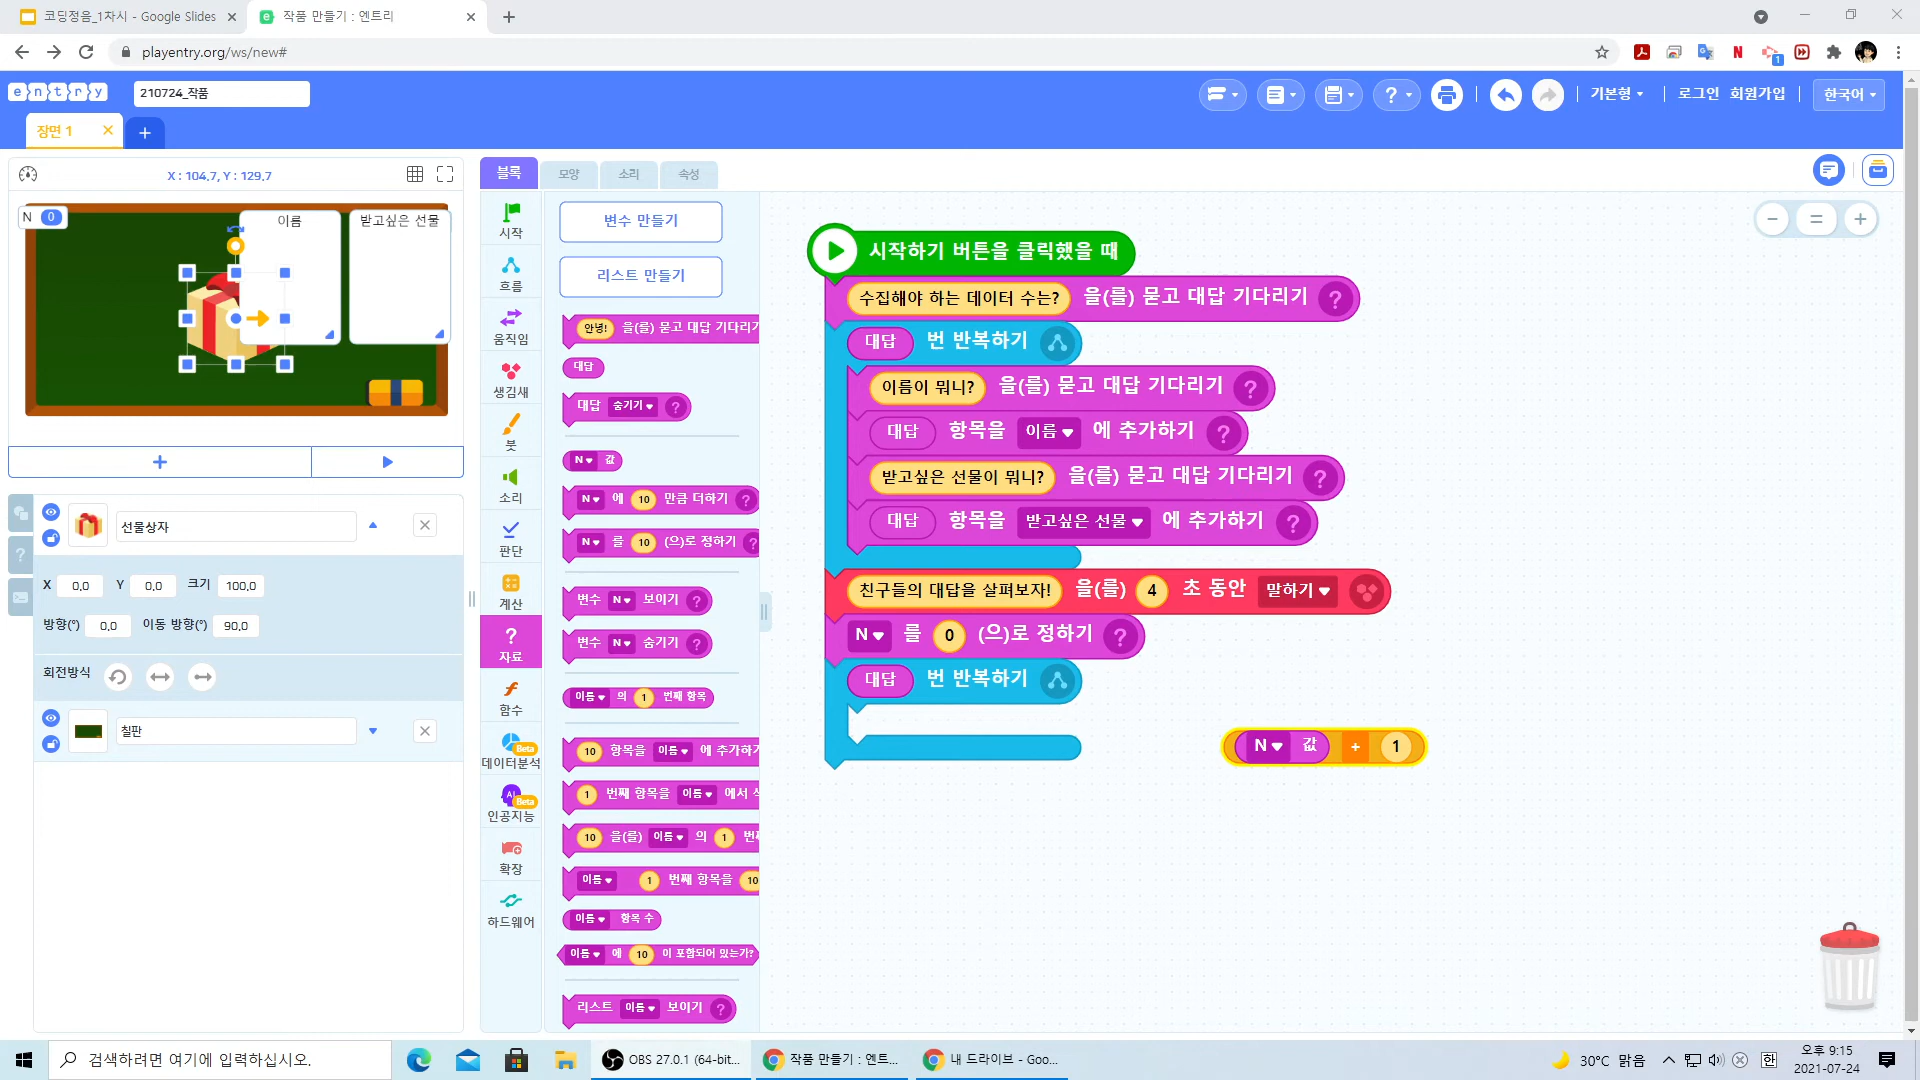 코딩정음_1차시 - Google Slides
작품 만들기 : 엔트리
playentry.org/ws/new#
entry
210724_작품
기본형
로그인
회원가입
한국어
장면 1
X : 104.7, Y : 129.7
N 0
이름
받고싶은 선물
선물상자
X 0.0 Y 0.0 크기 100.0
방향(°) 0.0 이동 방향(°) 90.0
회전방식
칠판
블록
모양
소리
속성
시작
흐름
움직임
생김새
붓
소리
판단
계산
? 자료
함수
Beta
데이터분석
AI Beta
인공지능
확장
하드웨어
변수 만들기
리스트 만들기
안녕! 을(를) 묻고 대답 기다리기
대답
대답 숨기기 ?
N 값
N 에 10 만큼 더하기 ?
N 를 10 (으)로 정하기 ?
변수 N 보이기 ?
변수 N 숨기기 ?
이름 의 1 번째 항목
10 항목을 이름 에 추가하기
1 번째 항목을 이름 에서
10 을(를) 이름 의 1
이름 1 번째 항목을 10
이름 항목 수
이름 에 10 이 포함되어 있는가?
리스트 이름 보이기 ?
시작하기 버튼을 클릭했을 때
수집해야 하는 데이터 수는? 을(를) 묻고 대답 기다리기 ?
대답 번 반복하기
이름이 뭐니? 을(를) 묻고 대답 기다리기 ?
대답 항목을 이름 에 추가하기 ?
받고싶은 선물이 뭐니? 을(를) 묻고 대답 기다리기 ?
대답 항목을 받고싶은 선물 에 추가하기 ?
친구들의 대답을 살펴보자! 을(를) 4 초 동안 말하기
N 를 0 (으)로 정하기 ?
대답 번 반복하기
N 값 + 1
검색하려면 여기에 입력하십시오.
OBS 27.0.1 (64-bit...
작품 만들기 : 엔트...
내 드라이브 - Goo...
30°C 맑음
한
오후 9:15
2021-07-24